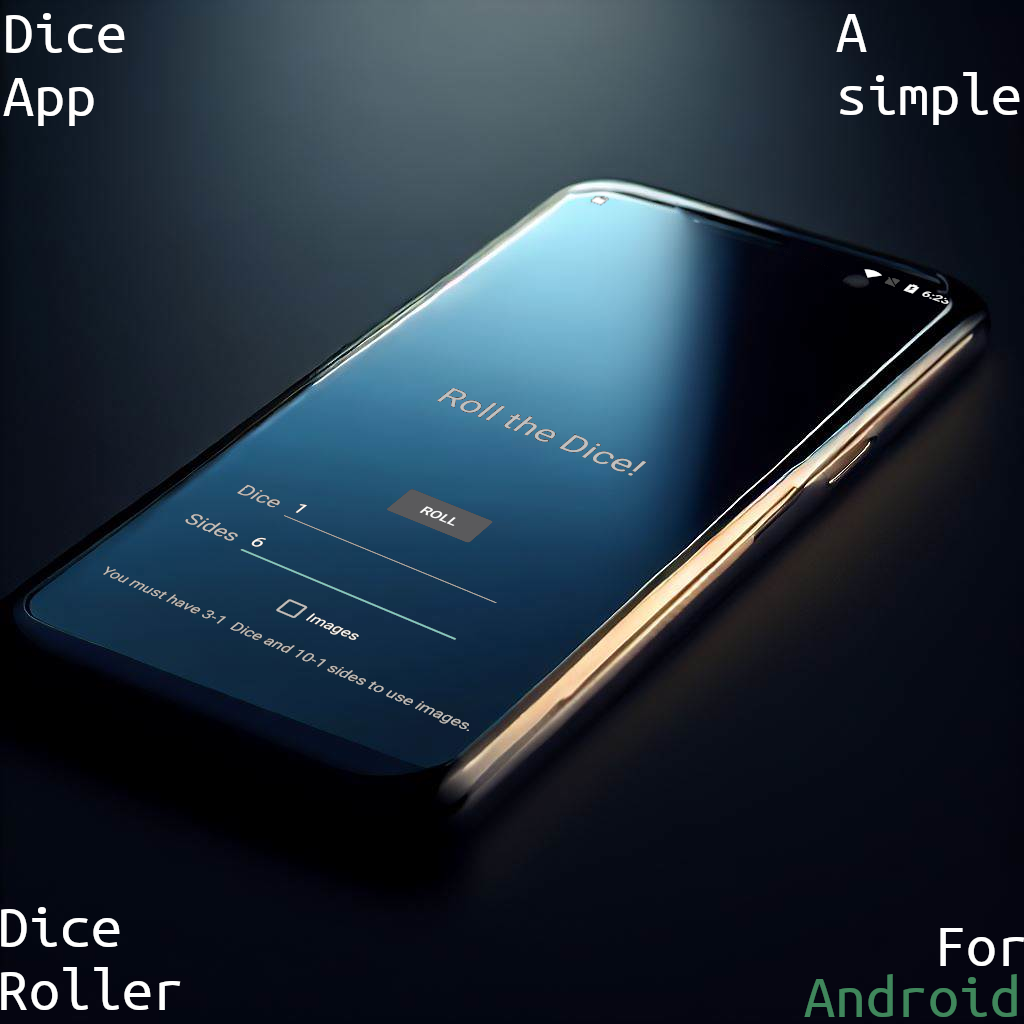 Dice
App
A
simple
6:23
Roll the Dice!
ROLL
Dice 1
Sides 6
Images
You must have 3-1 Dice and 10-1 sides to use images.
Dice
Roller
For
Android